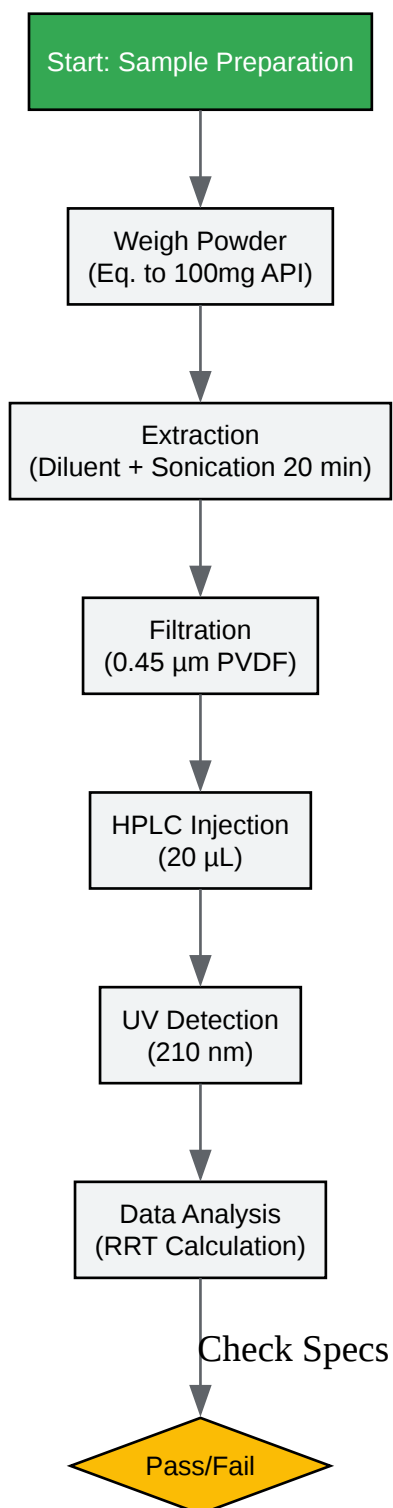 Start: Sample Preparation
Weigh Powder
(Eq. to 100mg API)
Extraction
(Diluent + Sonication 20 min)
Filtration
(0.45 µm PVDF)
HPLC Injection
(20 µL)
UV Detection
(210 nm)
Data Analysis
(RRT Calculation)
Check Specs
Pass/Fail